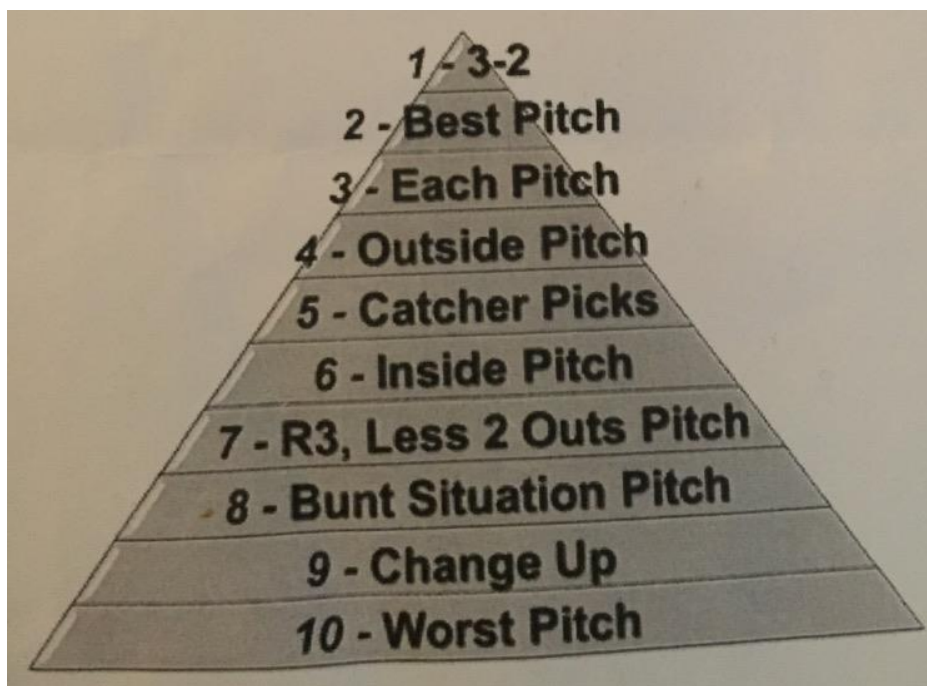 1 - 3-2
2 - Best Pitch
3 - Each Pitch
4 - Outside Pitch
5 - Catcher Picks
6 - Inside Pitch
7 - R3, Less 2 Outs Pitch
8 - Bunt Situation Pitch
9 - Change Up
10 - Worst Pitch